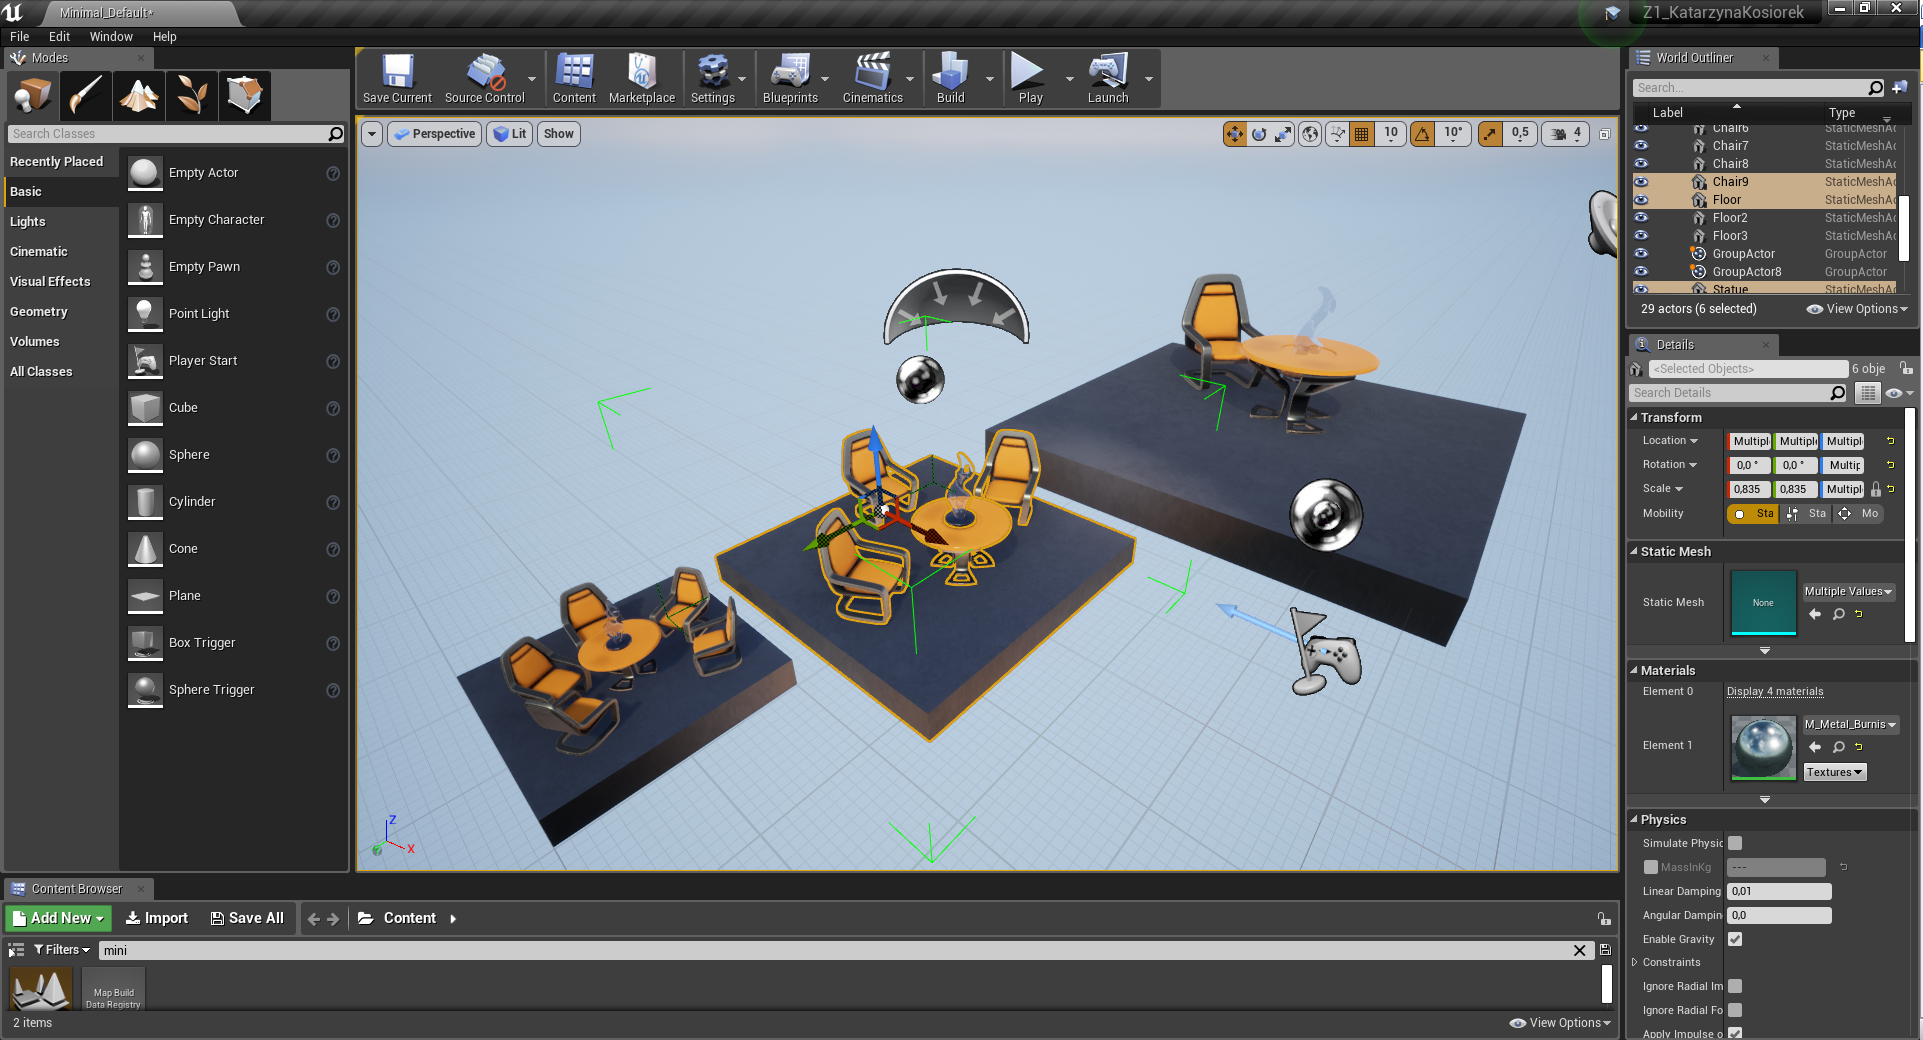 Minimal_Default*
Z1_KatarzynaKosiorek
File Edit Window Help
Modes
Search Classes
Recently Placed
Basic
Lights
Cinematic
Visual Effects
Geometry
Volumes
All Classes
Empty Actor
Empty Character
Empty Pawn
Point Light
Player Start
Cube
Sphere
Cylinder
Cone
Plane
Box Trigger
Sphere Trigger
Save Current Source Control Content Marketplace Settings Blueprints Cinematics Build Play Launch
Perspective Lit Show
10 10° 0,5 4
Z
X
World Outliner
Search...
Label Type
Chair6 StaticMeshAc
Chair7 StaticMeshAc
Chair8 StaticMeshAc
Chair9 StaticMeshAc
Floor StaticMeshAc
Floor2 StaticMeshAc
Floor3 StaticMeshAc
GroupActor GroupActor
GroupActor8 GroupActor
Statue StaticMeshAc
29 actors (6 selected) View Options
Details
<Selected Objects> 6 obje
Search Details
Transform
Location Multipl Multipl Multipl
Rotation 0,0 ° 0,0 ° Multip
Scale 0,835 0,835 Multipl
Mobility Sta Sta Mo
Static Mesh
Static Mesh None Multiple Values
Materials
Element 0 Display 4 materials
Element 1 M_Metal_Burnis
Textures
Physics
Simulate Physic
MassInKg ---
Linear Damping 0,01
Angular Dampin 0,0
Enable Gravity
Constraints
Ignore Radial Im
Ignore Radial Fo
Apply Impulse o
Content Browser
Add New Import Save All Content
Filters mini
Map Build
Data Registry
2 items View Options